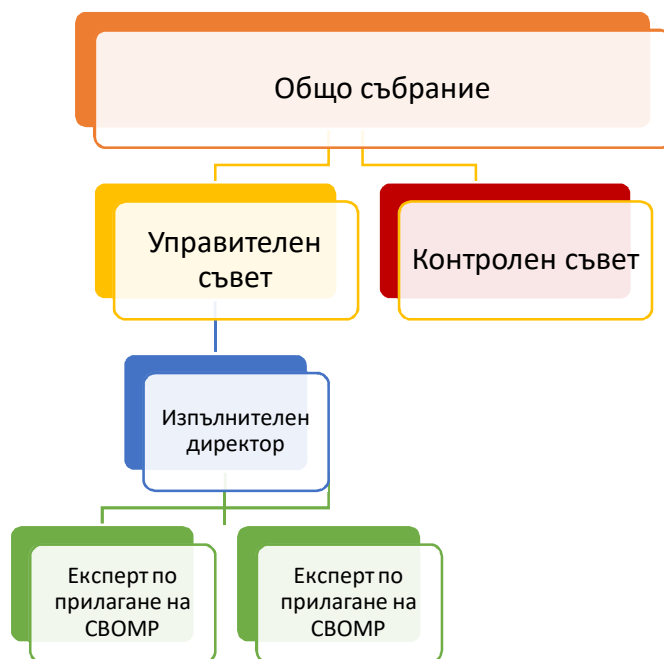 Общо събрание
Управителен
съвет
Контролен съвет
Изпълнителен
директор
Експерт по
прилагане на
СВОМР
Експерт по
прилагане на
СВОМР